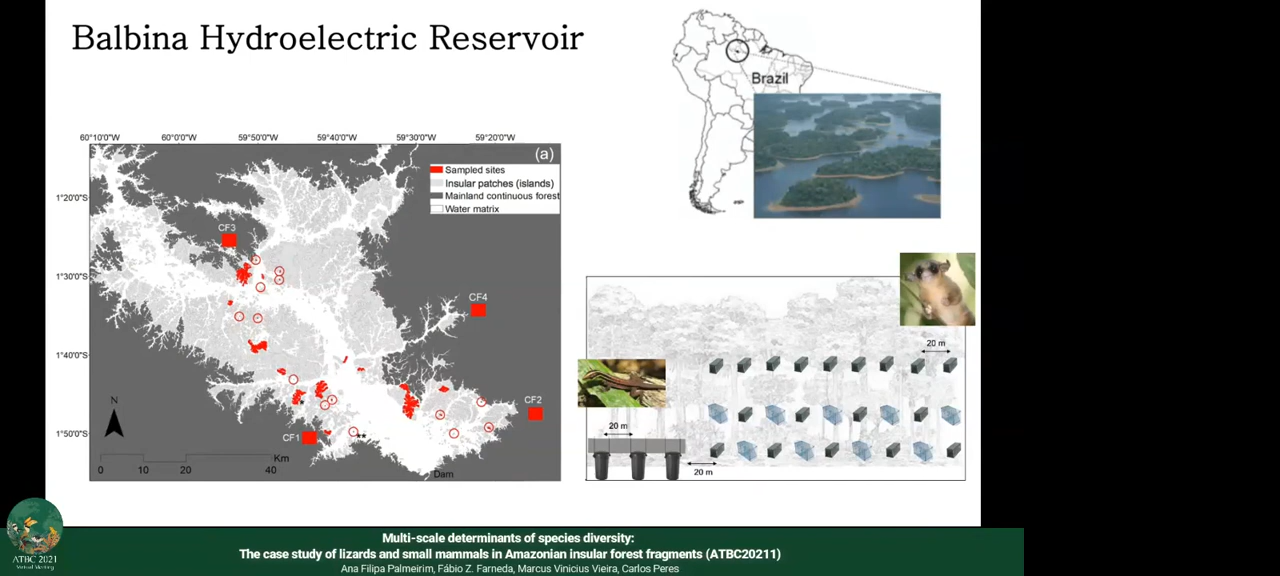 Balbina Hydroelectric Reservoir
Brazil
60°10'0"W 60°0'0"W 59°50'0"W 59°40'0"W 59°30'0"W 59°20'0"W
(a)
Sampled sites
Insular patches (islands)
Mainland continuous forest
Water matrix
1°20'0"S
1°30'0"S
1°40'0"S
1°50'0"S
CF3
CF4
CF2
CF1
N
Km
0 10 20 40
Dam
20 m
20 m
20 m
ATBC 2021
Virtual Meeting
Multi-scale determinants of species diversity:
The case study of lizards and small mammals in Amazonian insular forest fragments (ATBC20211)
Ana Filipa Palmeirim, Fábio Z. Farneda, Marcus Vinicius Vieira, Carlos Peres